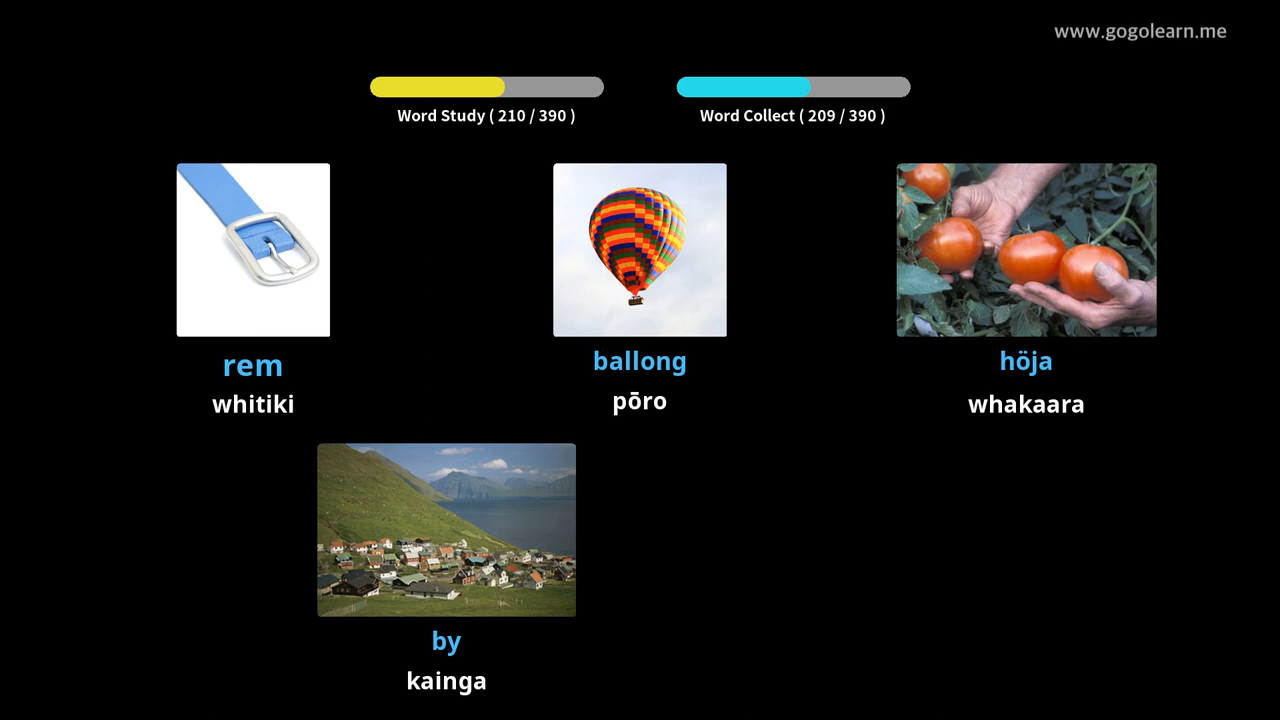 www.gogolearn.me
Word Study ( 210 / 390 )
Word Collect ( 209 / 390 )
rem
whitiki
ballong
pōro
höja
whakaara
by
kainga